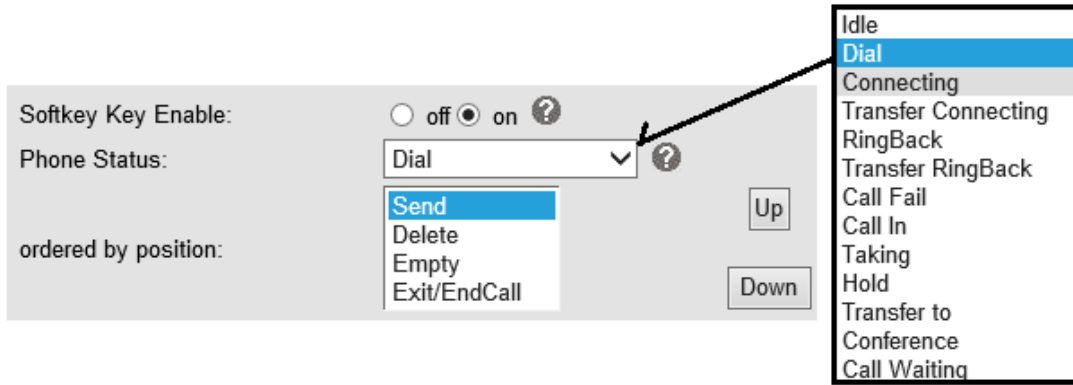 Softkey Key Enable: off on ?
Phone Status: Dial ?
ordered by position:
Send
Delete
Empty
Exit/EndCall
Up
Down
Idle
Dial
Connecting
Transfer Connecting
RingBack
Transfer RingBack
Call Fail
Call In
Taking
Hold
Transfer to
Conference
Call Waiting